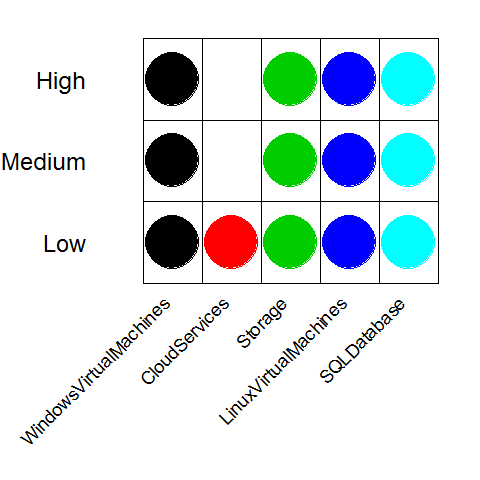 High
Medium
Low
WindowsVirtualMachines
CloudServices
Storage
LinuxVirtualMachines
SQLDatabase